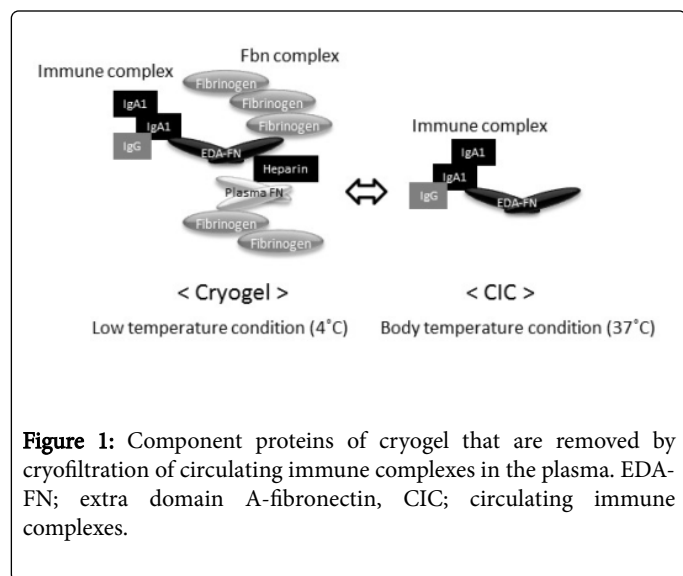 Fbn complex
Immune complex
Fibrinogen
Fibrinogen
Fibrinogen
IgA1
IgA1
IgG
EDA-FN
Heparin
Plasma FN
Fibrinogen
Fibrinogen
< Cryogel >
Low temperature condition (4˚C)
Immune complex
IgA1
IgA1
IgG
EDA-FN
< CIC >
Body temperature condition (37˚C)
Figure 1: Component proteins of cryogel that are removed by
cryofiltration of circulating immune complexes in the plasma. EDA-
FN; extra domain A-fibronectin, CIC; circulating immune
complexes.